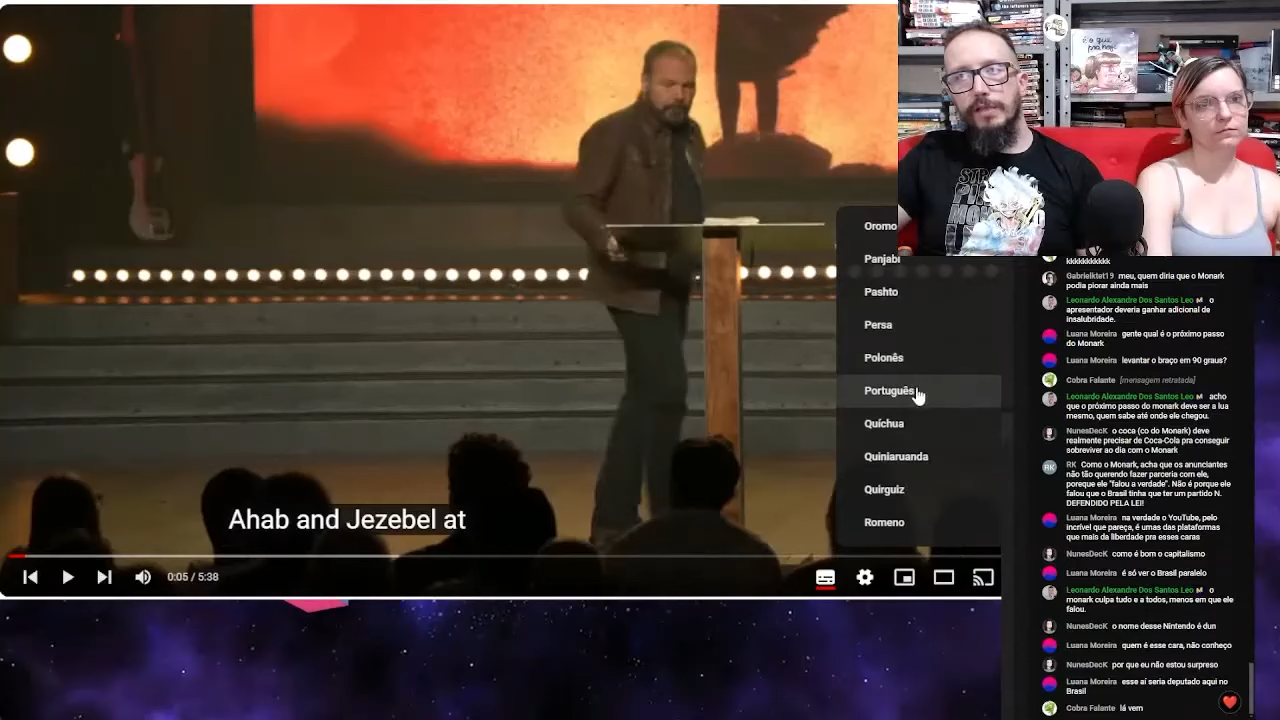 Oromo
Panjabi
Pashto
Persa
Polonês
Português
Quíchua
Quiniaruanda
Quirguiz
Romeno
Ahab and Jezebel at
0:05 / 5:38
é o que
pra hoje
kkkkkkkkkkk
Gabrielktet19 meu, quem diria que o Monark
podia piorar ainda mais
Leonardo Alexandre Dos Santos Leo o
apresentador deveria ganhar adicional de
insalubridade.
Luana Moreira gente qual é o próximo passo
do Monark
Luana Moreira levantar o braço em 90 graus?
Cobra Falante [mensagem retratada]
Leonardo Alexandre Dos Santos Leo acho
que o próximo passo do monark deve ser a lua
mesmo, quem sabe até onde ele chegou.
NunesDecK o coca (co do Monark) deve
realmente precisar de Coca-Cola pra conseguir
sobreviver ao dia com o Monark
RK
RK Como o Monark, acha que os anunciantes
não tão querendo fazer parceria com ele,
porque ele "falou a verdade". Não é porque ele
falou que o Brasil tinha que ter um partido N.
DEFENDIDO PELA LEI!
Luana Moreira na verdade o YouTube, pelo
incrível que pareça, é umas das plataformas
que mais da liberdade pra esses caras
NunesDecK como é bom o capitalismo
Luana Moreira é só ver o Brasil paralelo
Leonardo Alexandre Dos Santos Leo o
monark culpa tudo e a todos, menos em que ele
falou.
NunesDecK o nome desse Nintendo é dun
Luana Moreira quem é esse cara, não conheço
NunesDecK por que eu não estou surpreso
Luana Moreira esse aí seria deputado aqui no
Brasil
Cobra Falante lá vem